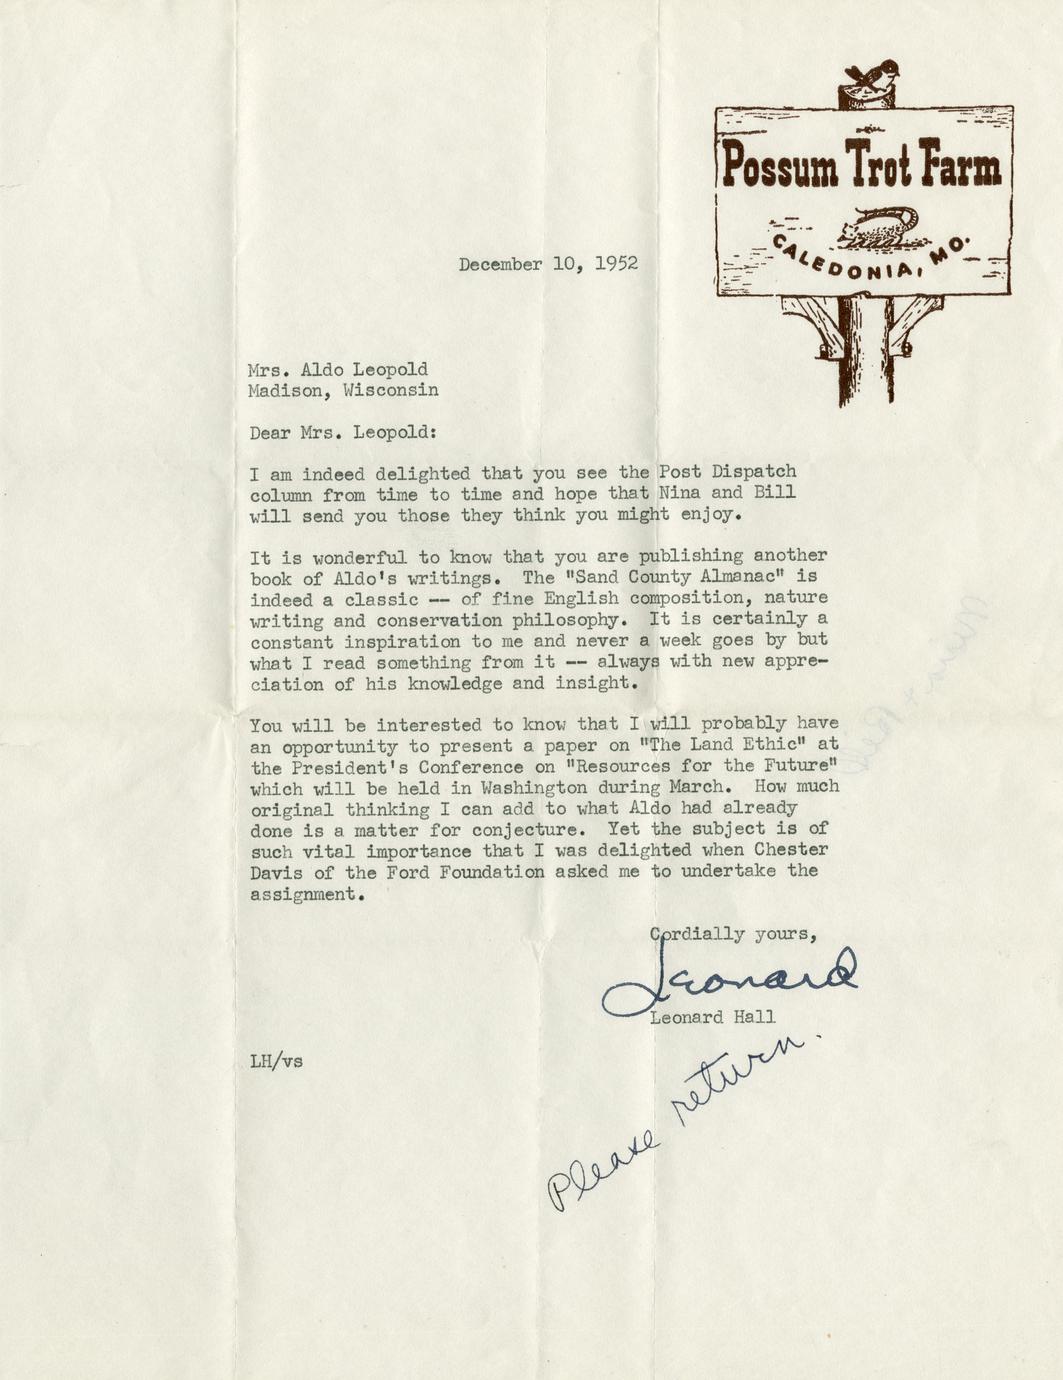 Possum Trot Farm
CALEDONIA, MO.
December 10, 1952
Mrs. Aldo Leopold
Madison, Wisconsin
Dear Mrs. Leopold:
I am indeed delighted that you see the Post Dispatch
column from time to time and hope that Nina and Bill
will send you those they think you might enjoy.
It is wonderful to know that you are publishing another
book of Aldo's writings. The "Sand County Almanac" is
indeed a classic -- of fine English composition, nature
writing and conservation philosophy. It is certainly a
constant inspiration to me and never a week goes by but
what I read something from it -- always with new appre-
ciation of his knowledge and insight.
You will be interested to know that I will probably have
an opportunity to present a paper on "The Land Ethic" at
the President's Conference on "Resources for the Future"
which will be held in Washington during March. How much
original thinking I can add to what Aldo had already
done is a matter for conjecture. Yet the subject is of
such vital importance that I was delighted when Chester
Davis of the Ford Foundation asked me to undertake the
assignment.
Cordially yours,
Leonard
Leonard Hall
LH/vs
Please return.